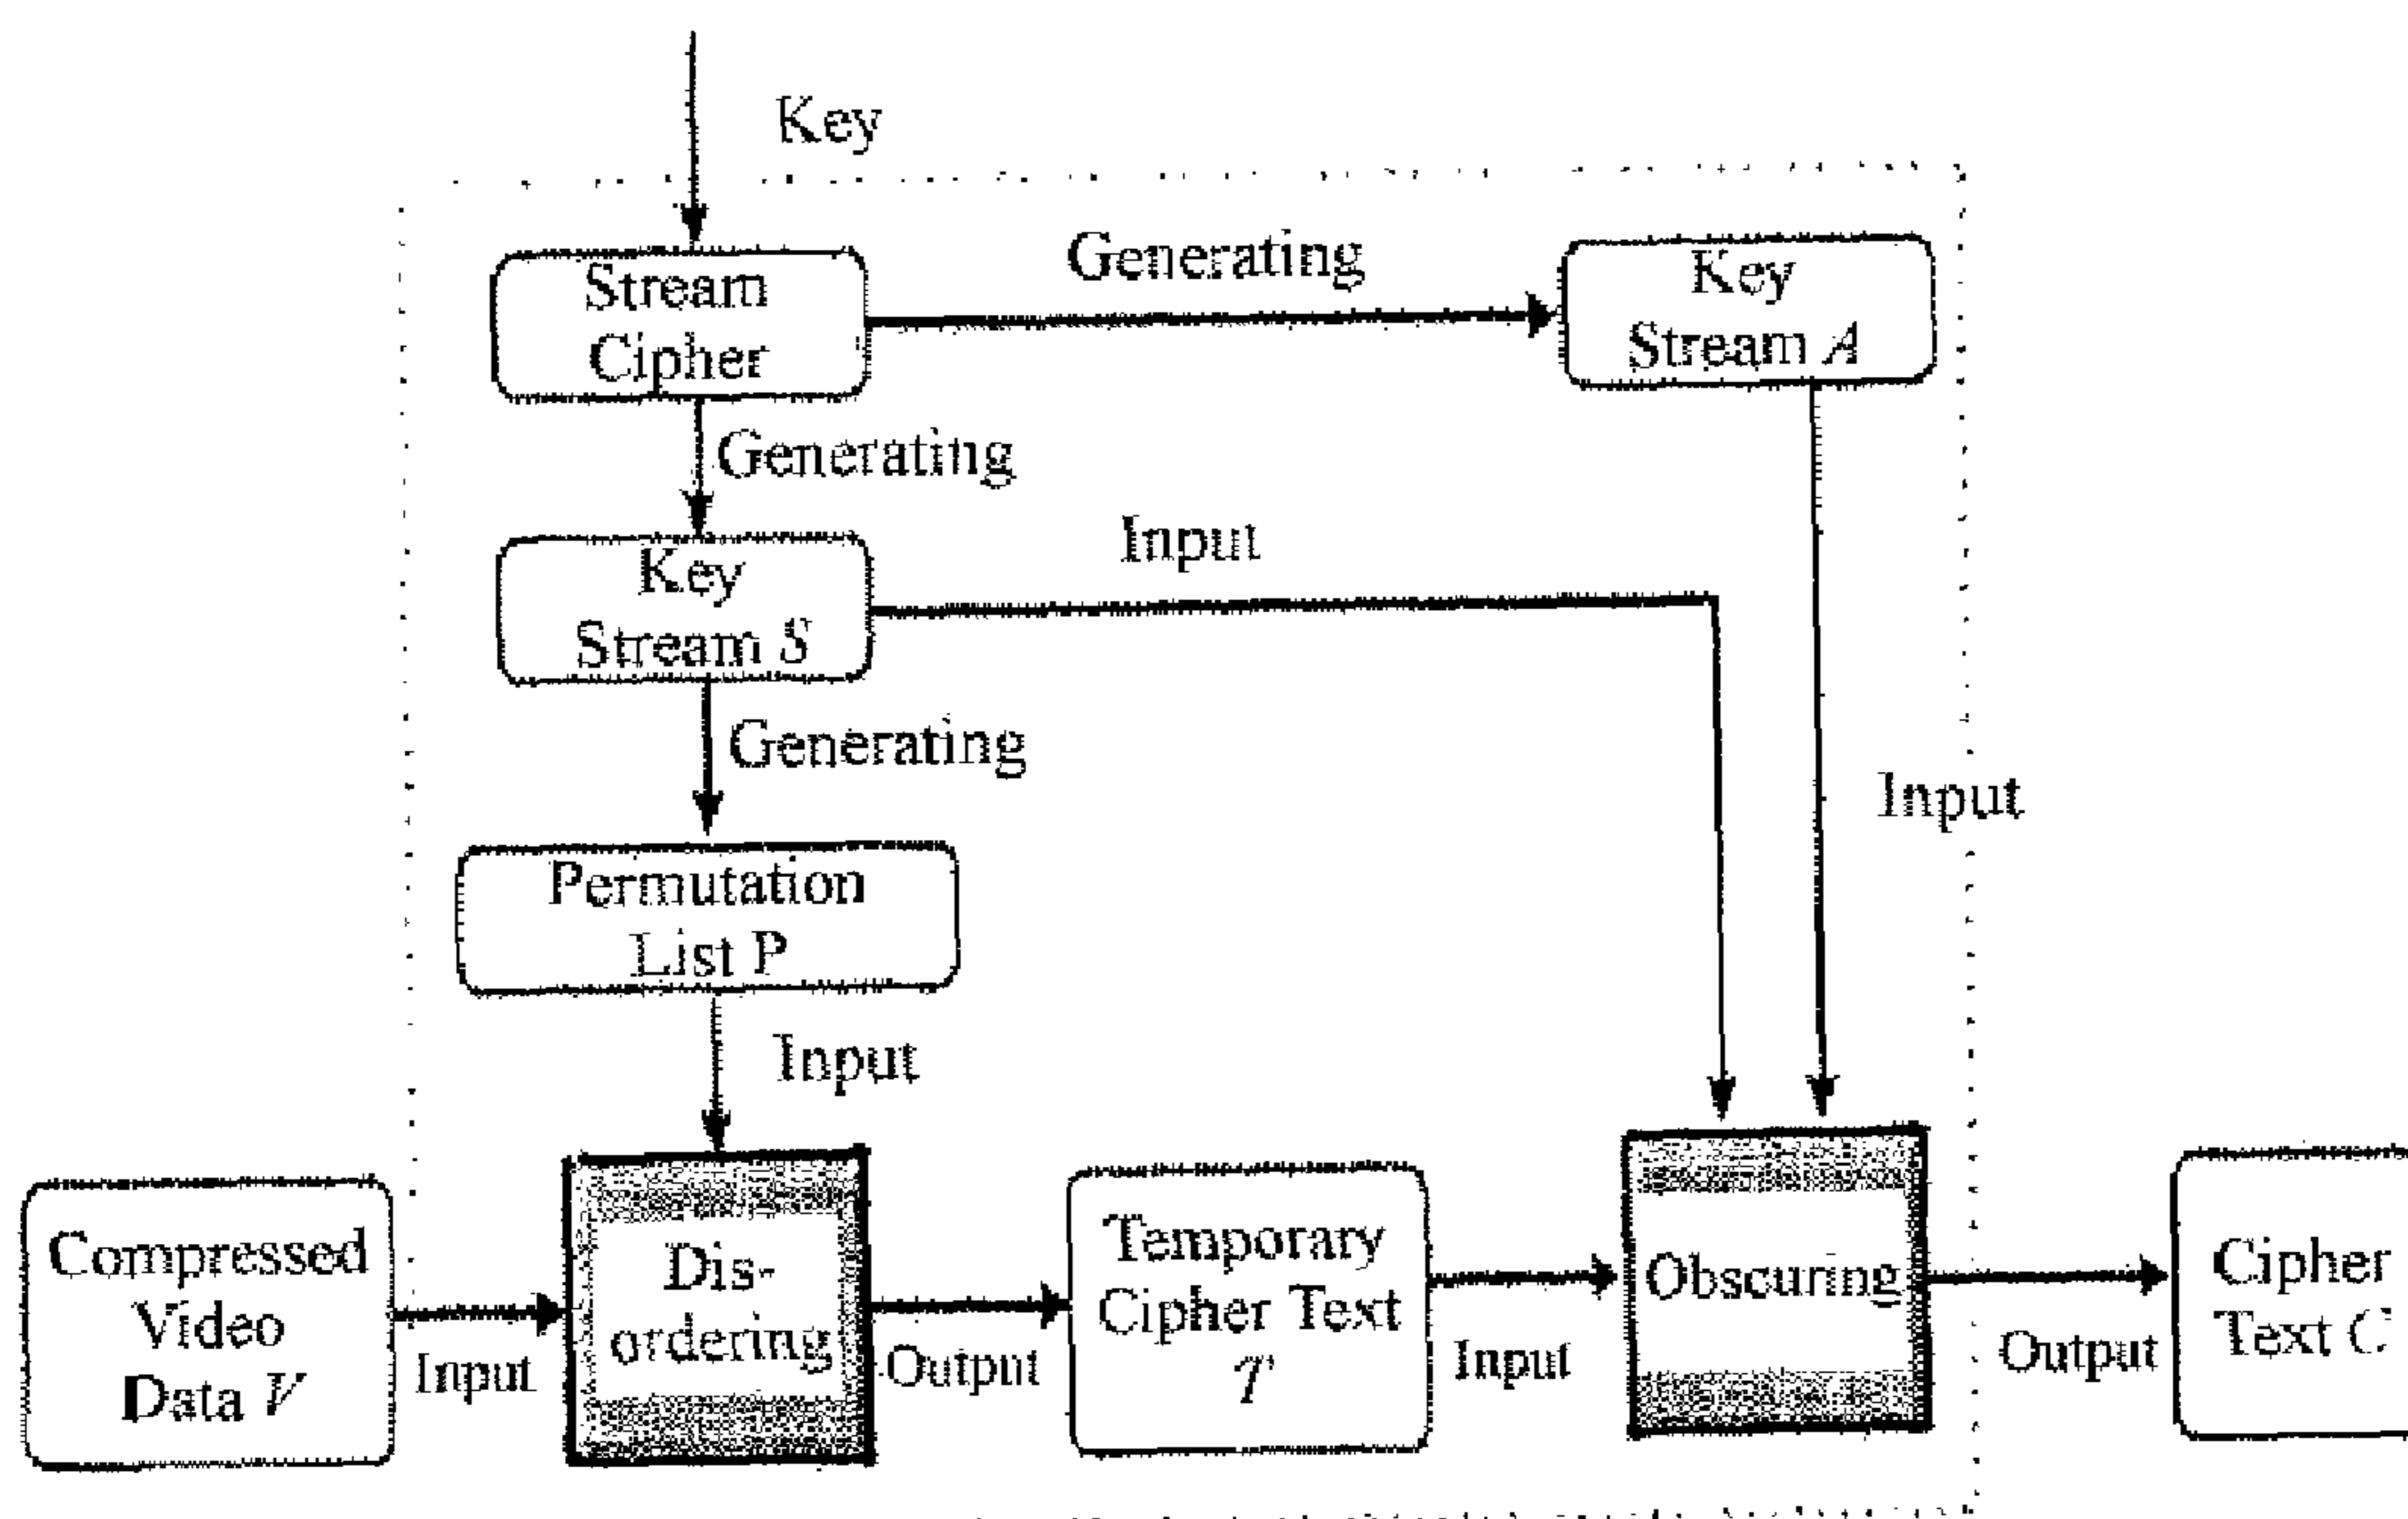 Key
Stream
Cipher
Generating
Key
Stream A
Generating
Key
Stream S
Input
Generating
Input
Permutation
List P
Input
Compressed
Video
Data V
Input
Dis-
ordering
Output
Temporary
Cipher Text
T
Input
Obscuring
Output
Cipher
Text C